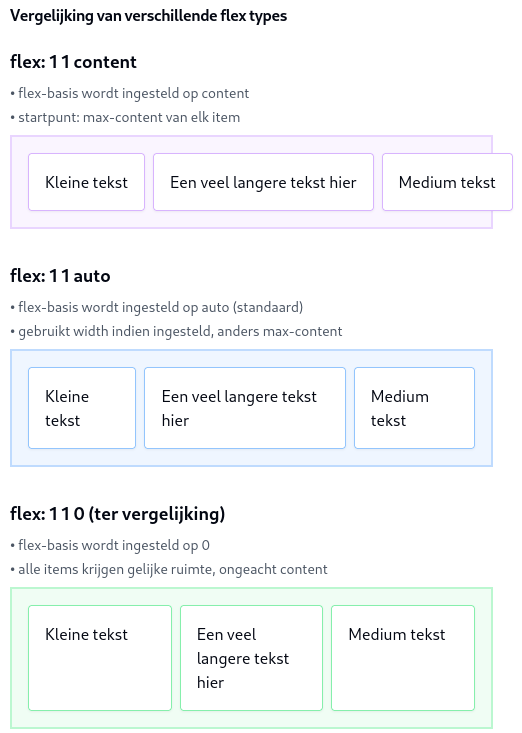 Vergelijking van verschillende flex types
flex: 1 1 content
• flex-basis wordt ingesteld op content
• startpunt: max-content van elk item
Kleine tekst
Een veel langere tekst hier
Medium tekst
flex: 1 1 auto
• flex-basis wordt ingesteld op auto (standaard)
• gebruikt width indien ingesteld, anders max-content
Kleine
tekst
Een veel langere tekst
hier
Medium
tekst
flex: 1 1 0 (ter vergelijking)
• flex-basis wordt ingesteld op 0
• alle items krijgen gelijke ruimte, ongeacht content
Kleine tekst
Een veel
langere tekst
hier
Medium tekst